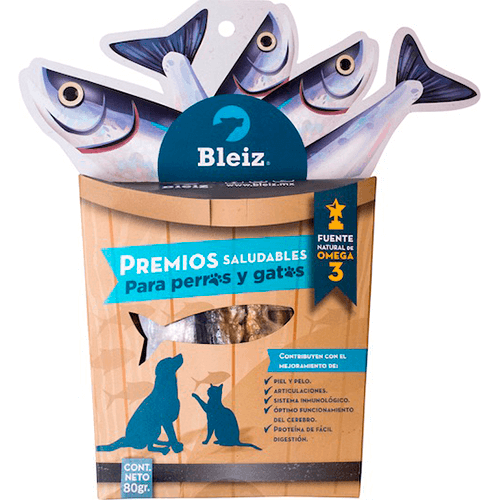 Bleiz®
www.bleiz.mx
PREMIOS SALUDABLES
Para perros y gatos
FUENTE
NATURAL DE
OMEGA
3
CONTRIBUYEN CON EL
MEJORAMIENTO DE:
✓ PIEL Y PELO.
✓ ARTICULACIONES.
✓ SISTEMA INMUNOLÓGICO.
✓ ÓPTIMO FUNCIONAMIENTO
DEL CEREBRO.
✓ PROTEÍNA DE FÁCIL
DIGESTIÓN.
CONT.
NETO
80gr.